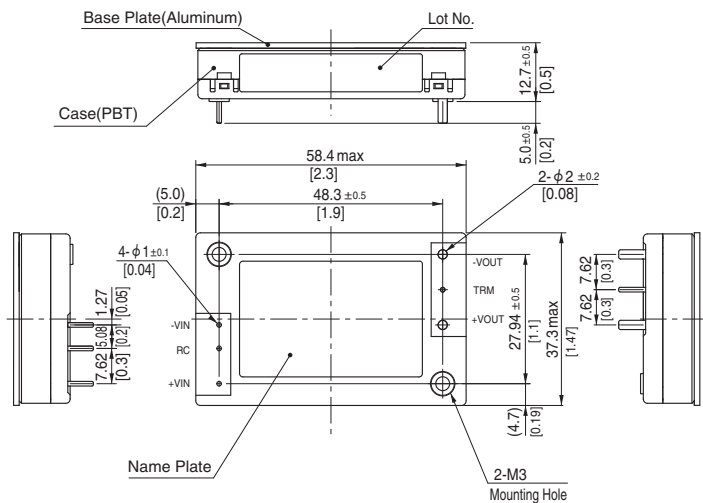 Base Plate(Aluminum)
Lot No.
Case(PBT)
12.7 ±0.5
[0.5]
5.0 ±0.5
[0.2]
58.4 max
[2.3]
(5.0)
[0.2]
48.3 ±0.5
[1.9]
2-φ2 ±0.2
[0.08]
4-φ1 ±0.1
[0.04]
-VOUT
TRM
+VOUT
-VIN
RC
+VIN
1.27
[0.05]
5.08
[0.2]
7.62
[0.3]
27.94 ±0.5
[1.1]
37.3 max
[1.47]
7.62
[0.3]
7.62
[0.3]
(4.7)
[0.19]
Name Plate
2-M3
Mounting Hole